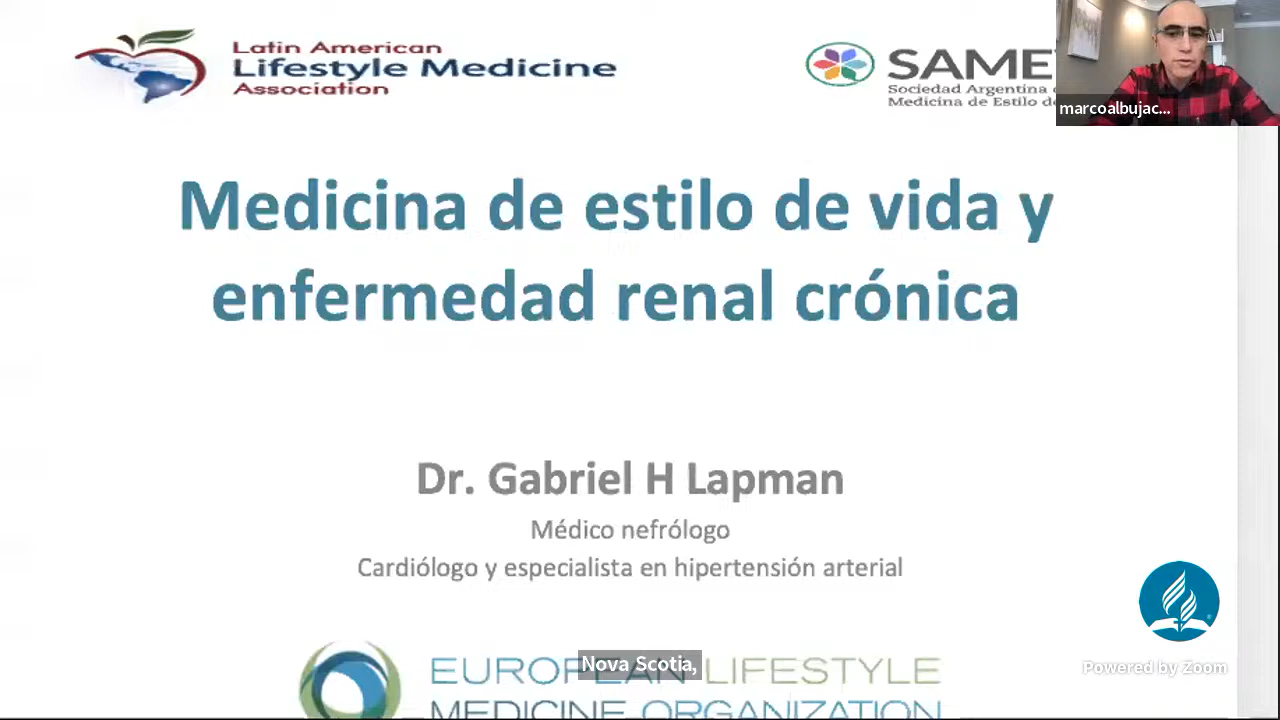 Latin American
Lifestyle Medicine
Association
SAME
Sociedad Argentina
Medicina de Estilo de
marcoalbujac...
Medicina de estilo de vida y
enfermedad renal crónica
Dr. Gabriel H Lapman
Médico nefrólogo
Cardiólogo y especialista en hipertensión arterial
Nova Scotia,
EUROPEAN LIFESTYLE
MEDICINE ORGANIZATION
Powered by Zoom